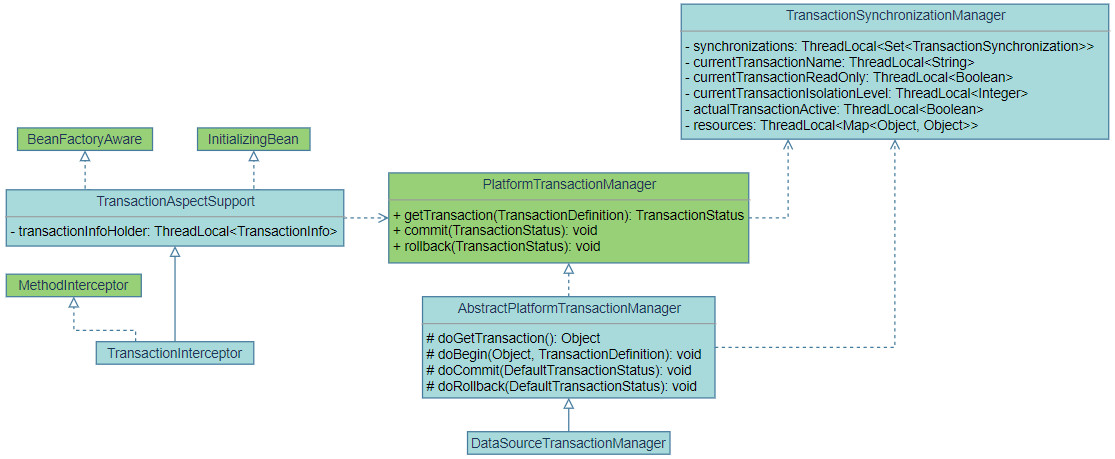 TransactionSynchronizationManager
- synchronizations: ThreadLocal<Set<TransactionSynchronization>>
- currentTransactionName: ThreadLocal<String>
- currentTransactionReadOnly: ThreadLocal<Boolean>
- currentTransactionIsolationLevel: ThreadLocal<Integer>
- actualTransactionActive: ThreadLocal<Boolean>
- resources: ThreadLocal<Map<Object, Object>>
BeanFactoryAware
InitializingBean
TransactionAspectSupport
- transactionInfoHolder: ThreadLocal<TransactionInfo>
MethodInterceptor
TransactionInterceptor
PlatformTransactionManager
+ getTransaction(TransactionDefinition): TransactionStatus
+ commit(TransactionStatus): void
+ rollback(TransactionStatus): void
AbstractPlatformTransactionManager
# doGetTransaction(): Object
# doBegin(Object, TransactionDefinition): void
# doCommit(DefaultTransactionStatus): void
# doRollback(DefaultTransactionStatus): void
DataSourceTransactionManager